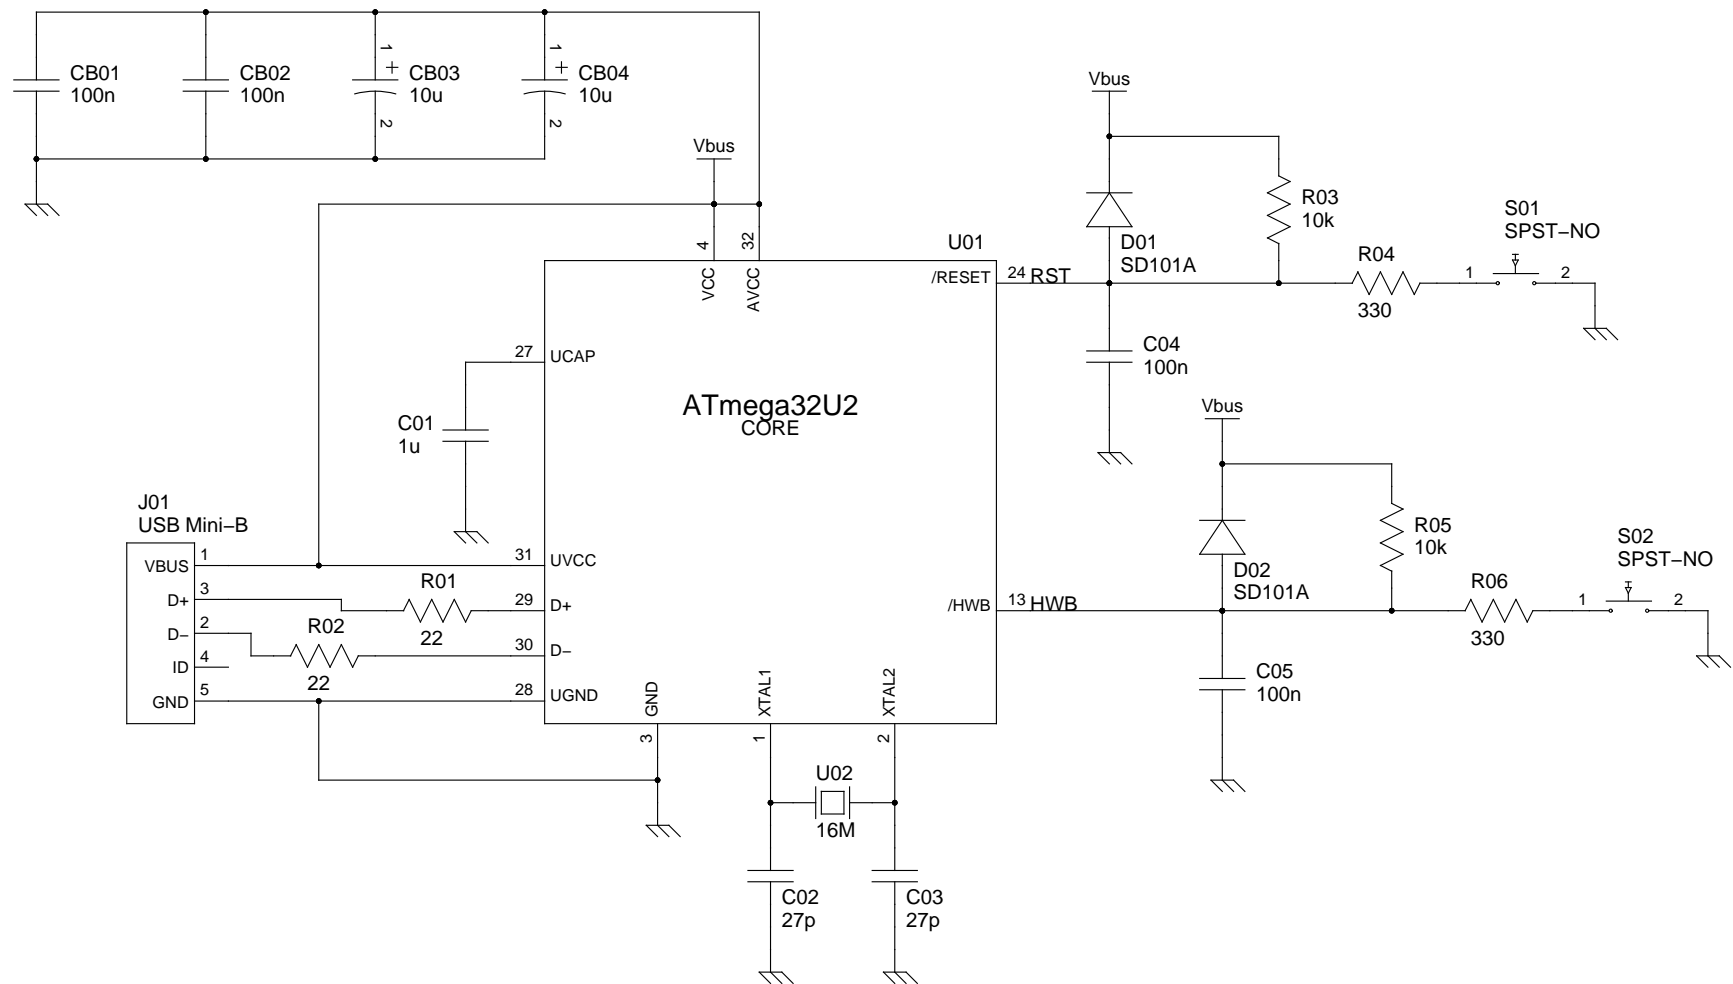 1
1
CB01
100n
CB02
100n
+
CB03
10u
+
CB04
10u
2
2
Vbus
Vbus
R03
10k
S01
SPST–NO
D01
SD101A
R04
330
1
2
4
32
U01
VCC
AVCC
/RESET
24
RST
C04
100n
27
UCAP
C01
1u
ATmega32U2
CORE
Vbus
J01
USB Mini–B
VBUS
1
31
UVCC
D+
3
R01
22
29
D+
D–
2
R02
22
30
D–
ID
4
GND
5
28
UGND
/HWB
13
HWB
D02
SD101A
R05
10k
R06
330
S02
SPST–NO
1
2
C05
100n
GND
XTAL1
XTAL2
3
1
2
U02
16M
C02
27p
C03
27p